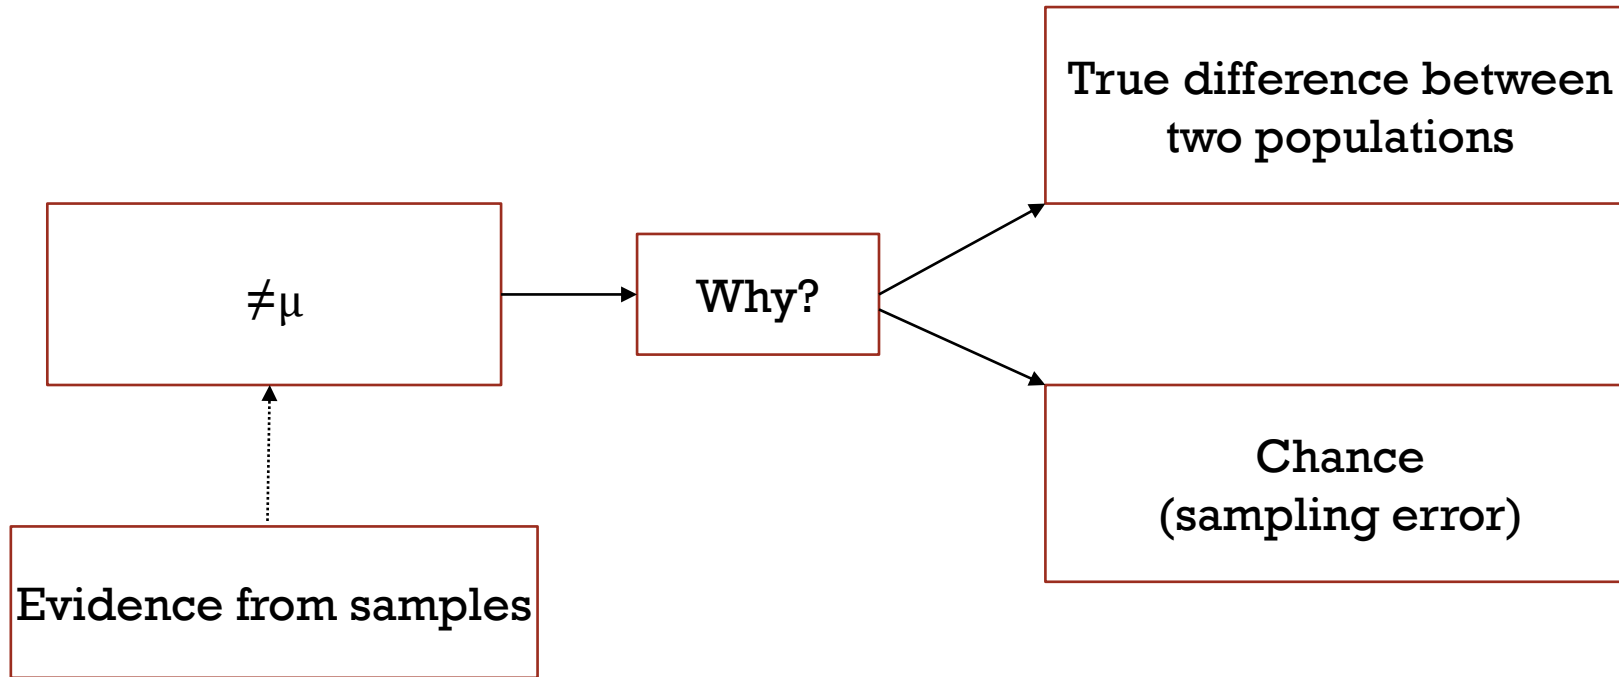 True difference between
two populations
≠μ
Why?
Chance
(sampling error)
Evidence from samples